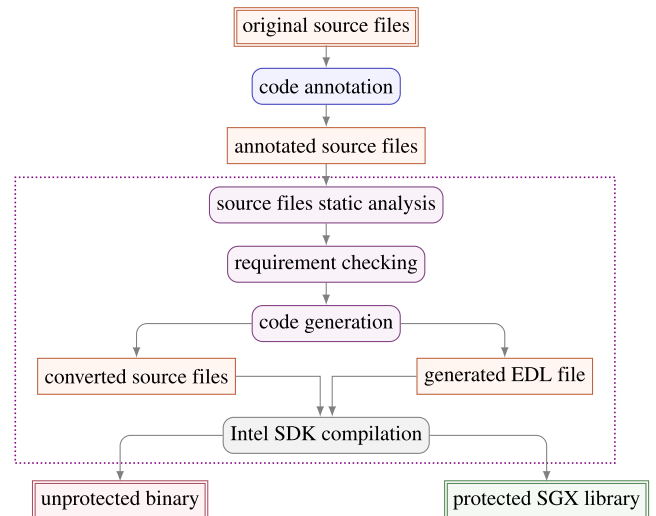 original source files
code annotation
annotated source files
source files static analysis
requirement checking
code generation
converted source files
generated EDL file
Intel SDK compilation
unprotected binary
protected SGX library